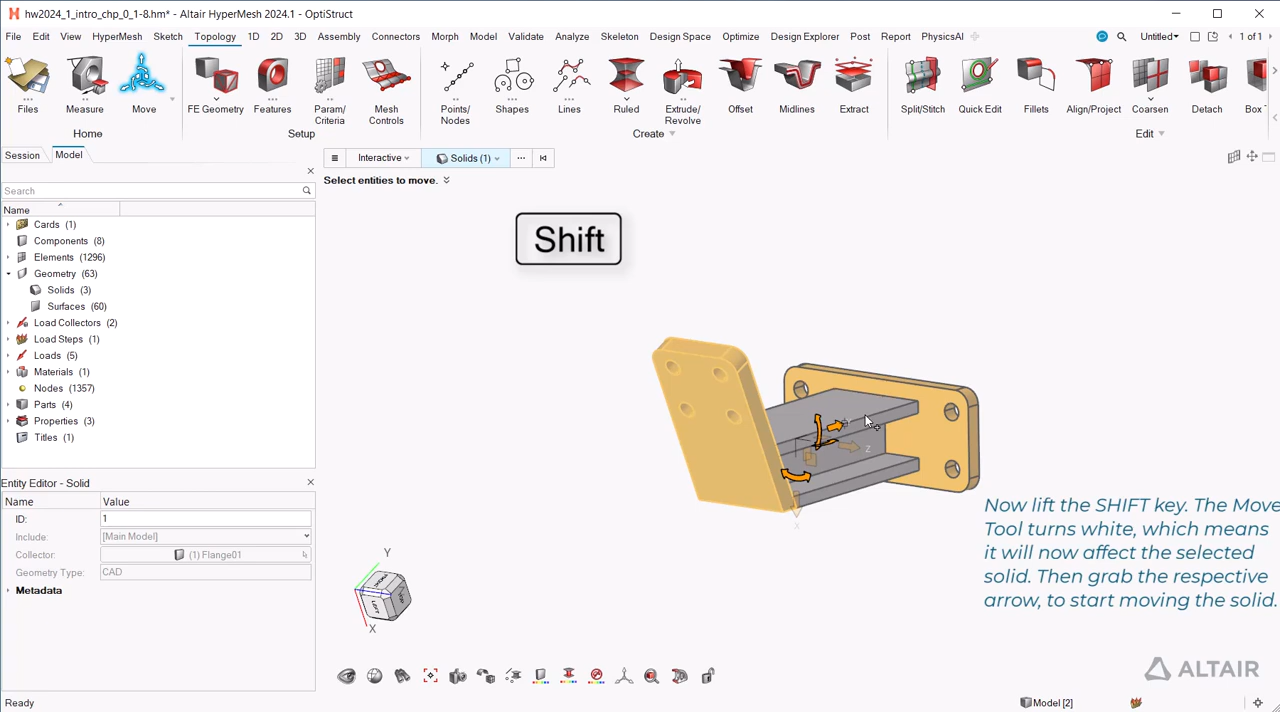 hw2024_1_intro_chp_0_1-8.hm* - Altair HyperMesh 2024.1 - OptiStruct
File Edit View HyperMesh Sketch Topology 1D 2D 3D Assembly Connectors Morph Model Validate Analyze Skeleton Design Space Optimize Design Explorer Post Report PhysicsAI Untitled 1 of 1
Files Measure Move FE Geometry Features Param/ Criteria Mesh Controls Points/ Nodes Shapes Lines Ruled Extrude/ Revolve Offset Midlines Extract Split/Stitch Quick Edit Fillets Align/Project Coarsen Detach Box
Home Setup Create Edit
Session Model
Interactive Solids (1)
Select entities to move.
Search
Name
Cards (1)
Components (8)
Elements (1296)
Geometry (63)
Solids (3)
Surfaces (60)
Load Collectors (2)
Load Steps (1)
Loads (5)
Materials (1)
Nodes (1357)
Parts (4)
Properties (3)
Titles (1)
Entity Editor - Solid
Name Value
ID: 1
Include: [Main Model]
Collector: (1) Flange01
Geometry Type: CAD
Metadata
Shift
Z
X
Now lift the SHIFT key. The Move
Tool turns white, which means
it will now affect the selected
solid. Then grab the respective
arrow, to start moving the solid.
Y
LEFT
X
ALTAIR
Ready Model [2]